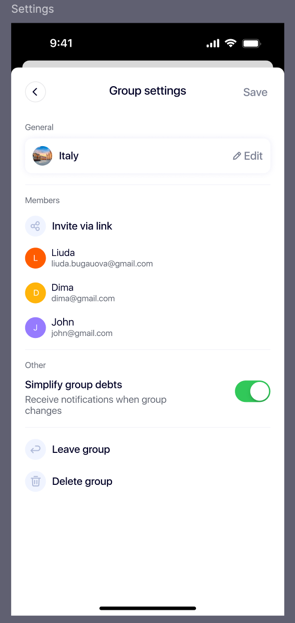 Settings
9:41
Group settings
Save
General
Italy
Edit
Members
Invite via link
L
Liuda
liuda.bugauova@gmail.com
D
Dima
dima@gmail.com
J
John
john@gmail.com
Other
Simplify group debts
Receive notifications when group
changes
Leave group
Delete group